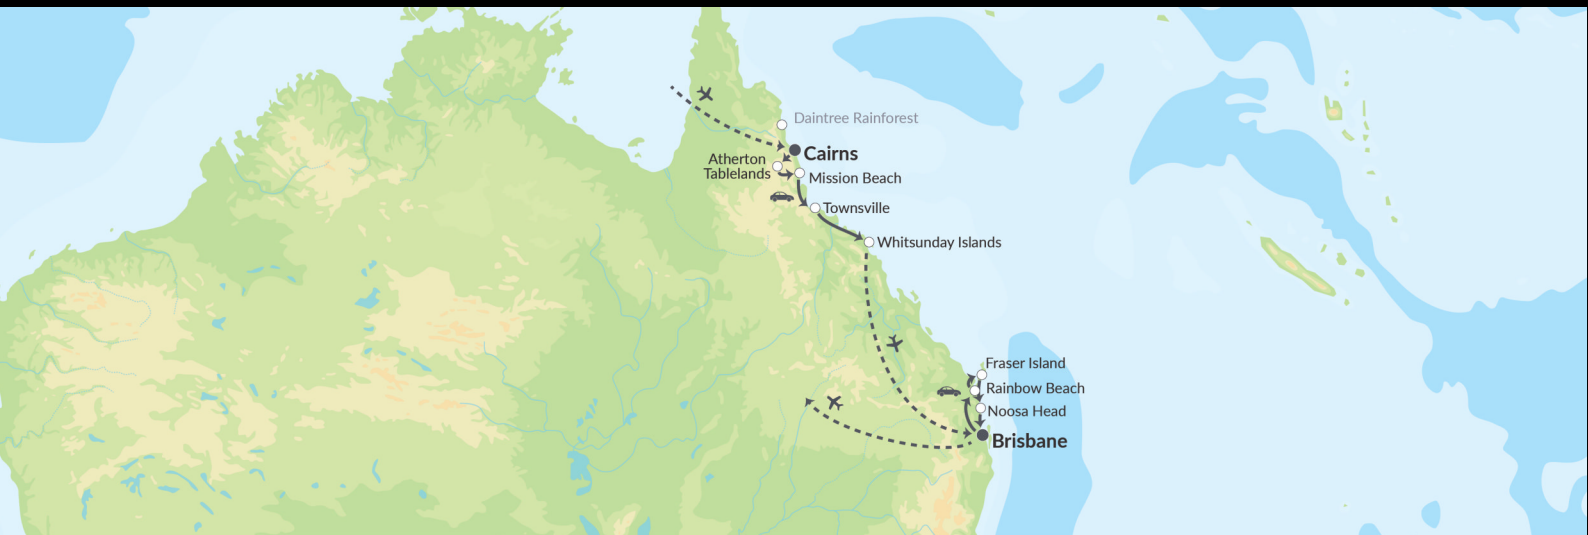 Daintree Rainforest
Cairns
Atherton
Tablelands
Mission Beach
Townsville
Whitsunday Islands
Fraser Island
Rainbow Beach
Noosa Head
Brisbane